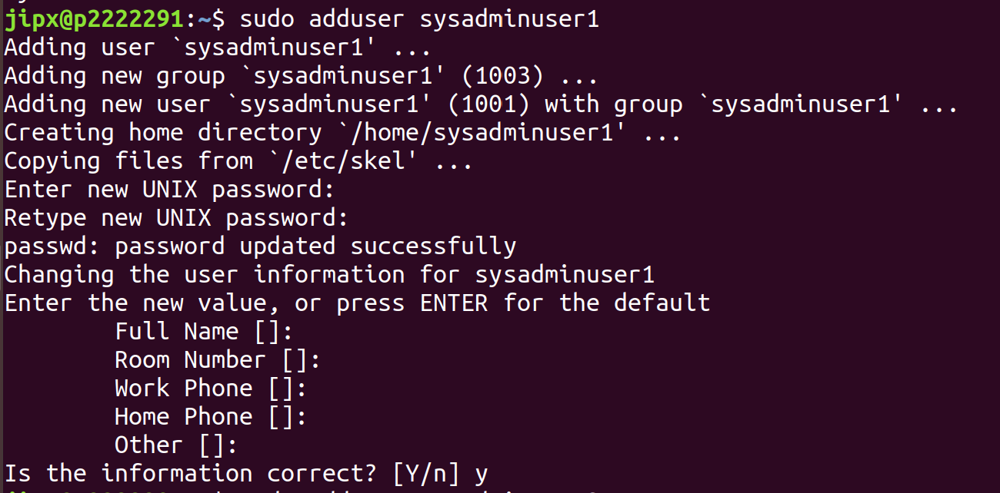 jipx@p2222291:~$ sudo adduser sysadminuser1
Adding user `sysadminuser1' ...
Adding new group `sysadminuser1' (1003) ...
Adding new user `sysadminuser1' (1001) with group `sysadminuser1' ...
Creating home directory `/home/sysadminuser1' ...
Copying files from `/etc/skel' ...
Enter new UNIX password:
Retype new UNIX password:
passwd: password updated successfully
Changing the user information for sysadminuser1
Enter the new value, or press ENTER for the default
Full Name []:
Room Number []:
Work Phone []:
Home Phone []:
Other []:
Is the information correct? [Y/n] y